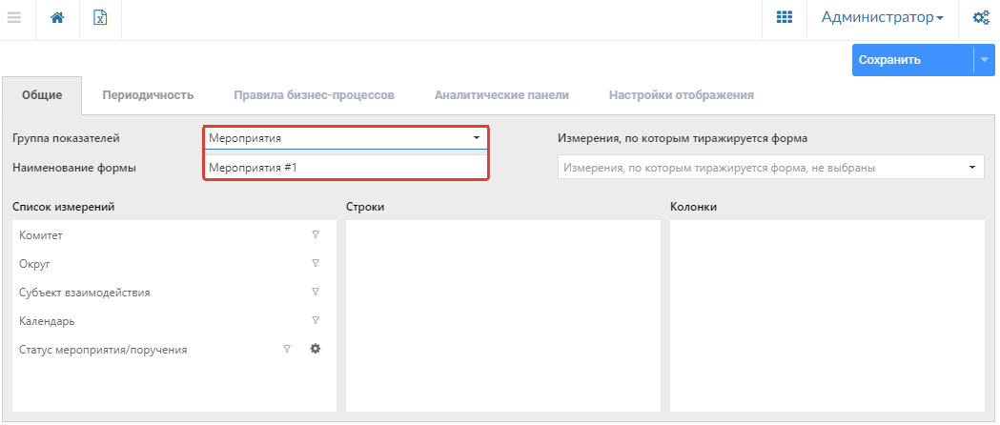 Администратор
Сохранить
Общие Периодичность Правила бизнес-процессов Аналитические панели Настройки отображения
Группа показателей Мероприятия Измерения, по которым тиражируется форма
Наименование формы Мероприятия #1 Измерения, по которым тиражируется форма, не выбраны
Список измерений Строки Колонки
Комитет
Округ
Субъект взаимодействия
Календарь
Статус мероприятия/поручения